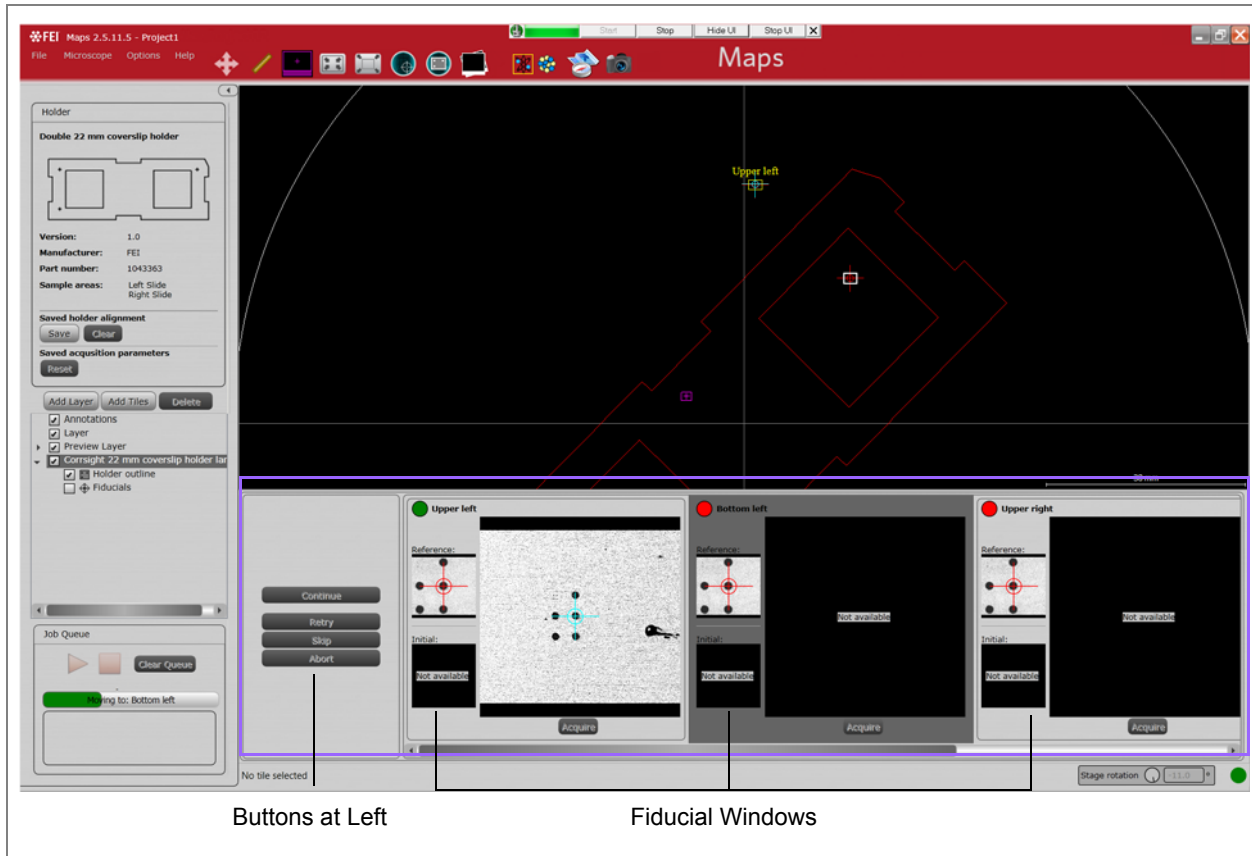 FEI Maps 2.5.11.5 - Project1
Start Stop Hide UI Stop UI X
File Microscope Options Help
Maps
Holder
Double 22 mm coverslip holder
Version: 1.0
Manufacturer: FEI
Part number: 1043363
Sample areas: Left Slide
Right Slide
Saved holder alignment
Save Clear
Saved acqusition parameters
Reset
Add Layer Add Tiles Delete
Annotations
Layer
Preview Layer
Corrsight 22 mm coverslip holder lar
Holder outline
Fiducials
Job Queue
Clear Queue
Moving to: Bottom left
Upper left
Continue
Retry
Skip
Abort
Upper left
Reference:
Initial:
Not available
Acquire
Bottom left
Reference:
Not available
Initial:
Not available
Acquire
Upper right
Reference:
Not available
Initial:
Not available
Acquire
No tile selected
Stage rotation -11.0 °
Buttons at Left
Fiducial Windows